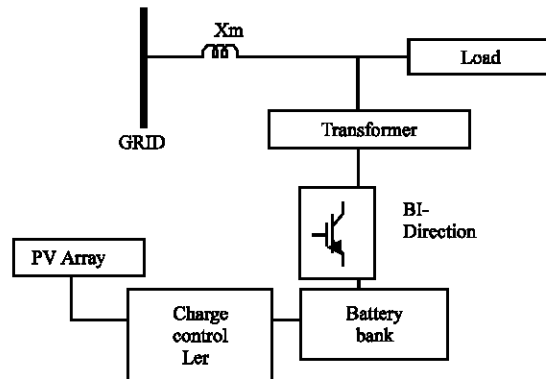 Xm
Load
GRID
Transformer
BI-
Direction
PV Array
Charge
control
Ler
Battery
bank